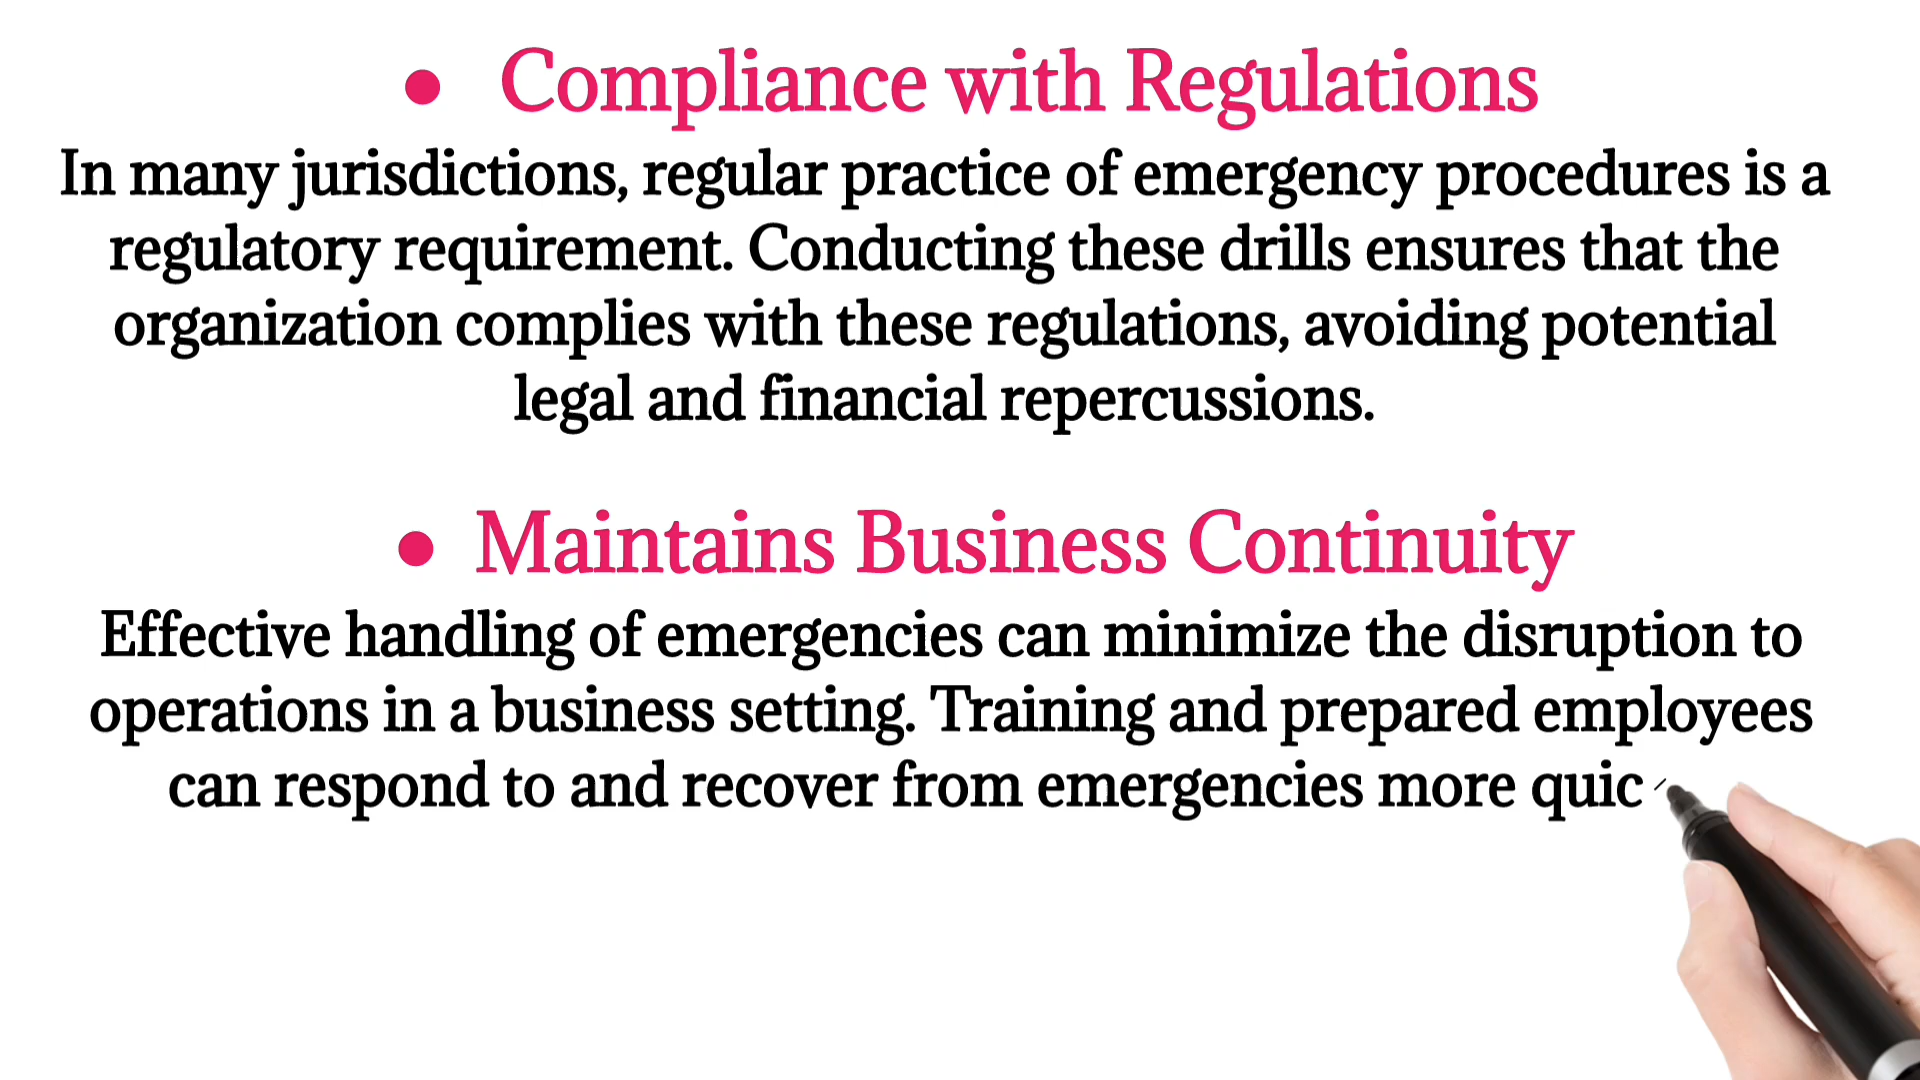 ● Compliance with Regulations
In many jurisdictions, regular practice of emergency procedures is a
regulatory requirement. Conducting these drills ensures that the
organization complies with these regulations, avoiding potential
legal and financial repercussions.
● Maintains Business Continuity
Effective handling of emergencies can minimize the disruption to
operations in a business setting. Training and prepared employees
can respond to and recover from emergencies more quic